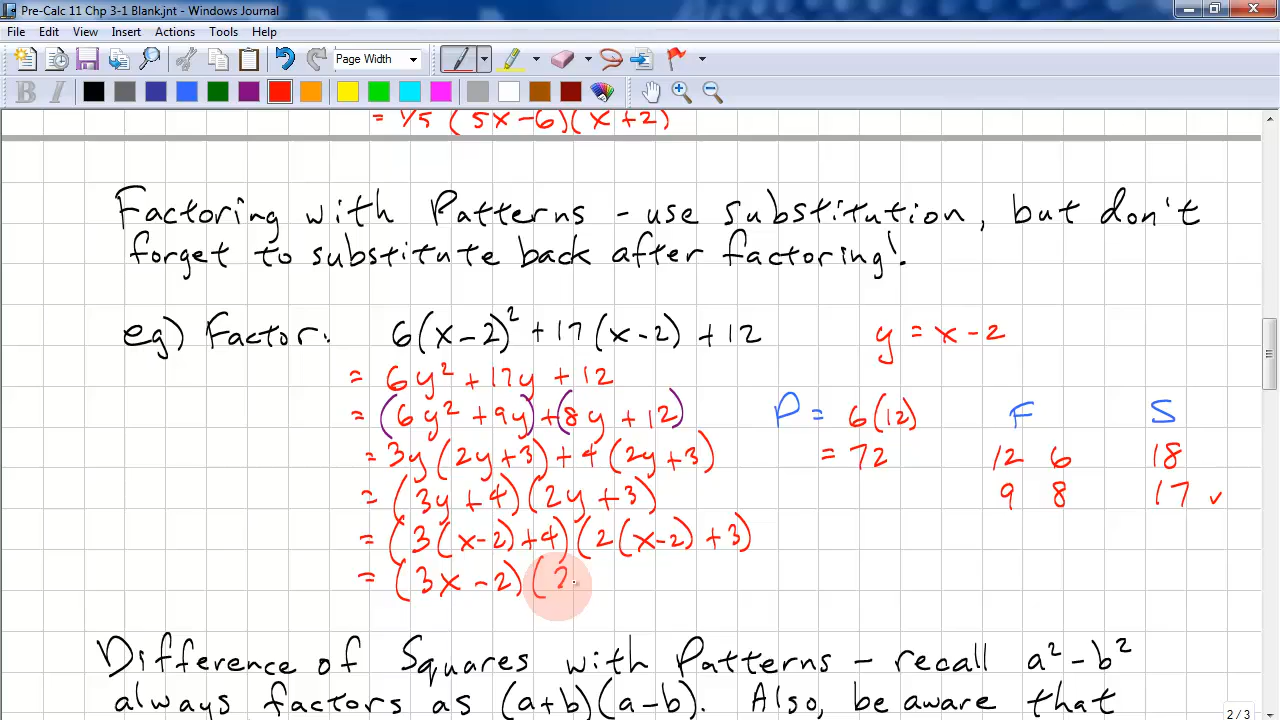 Pre-Calc 11 Chp 3-1 Blank.jnt - Windows Journal
File Edit View Insert Actions Tools Help
Page Width
B I
= 1/5 (5x-6)(x+2)
Factoring with Patterns - use substitution, but don't
forget to substitute back after factoring!
eg) Factor: 6(x-2)² + 17(x-2) + 12 y = x-2
= 6y² + 17y + 12
= (6y² + 9y) + (8y + 12) P = 6(12) F S
= 3y(2y+3) + 4(2y+3) = 72 12 6 18
= (3y+4)(2y+3) 9 8 17 ✓
= (3(x-2)+4)(2(x-2)+3)
= (3x-2)(2
Difference of Squares with Patterns - recall a²-b²
always factors as (a+b)(a-b). Also, be aware that
2/3